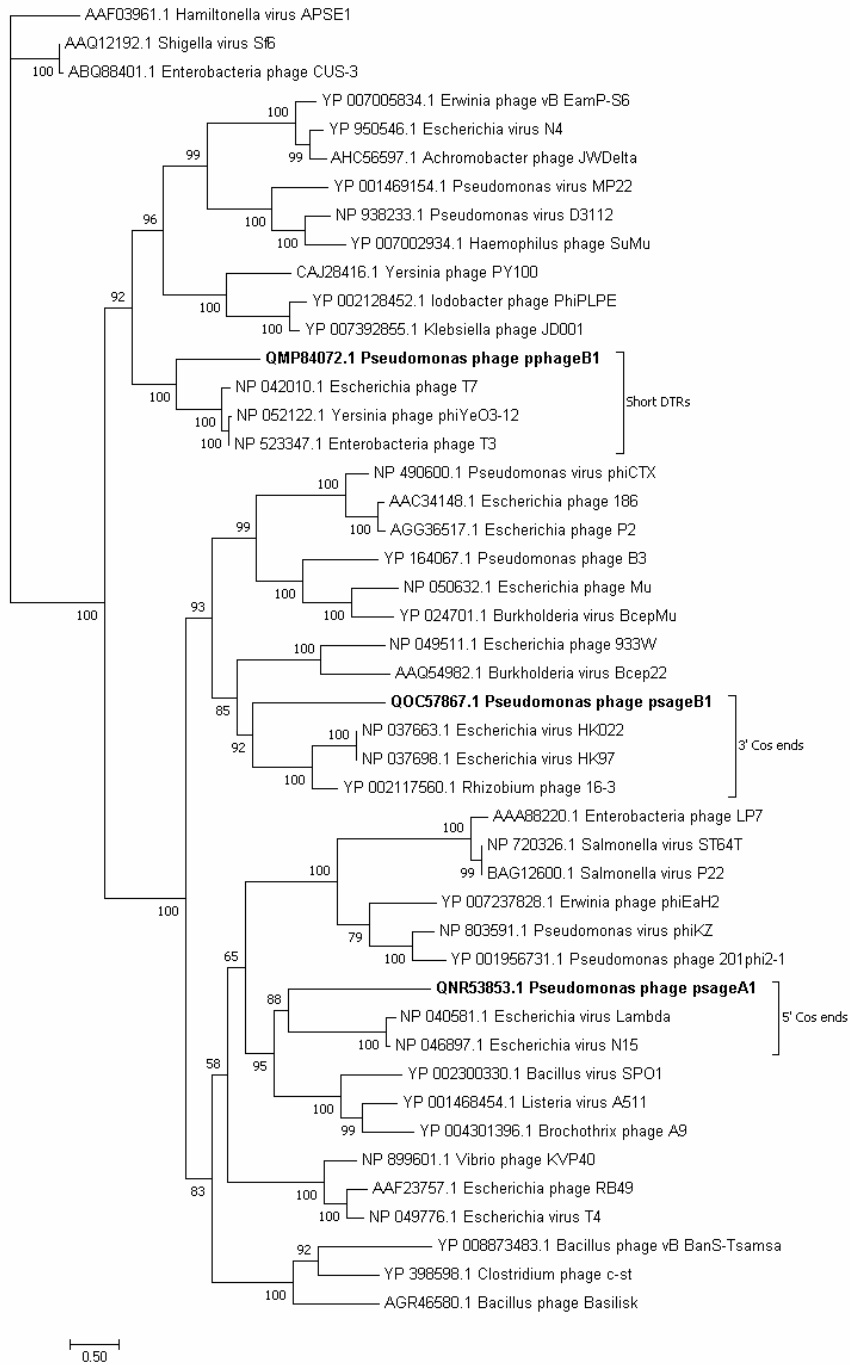 AAF03961.1 Hamiltonella virus APSE1
AAQ12192.1 Shigella virus Sf6
100
ABQ88401.1 Enterobacteria phage CUS-3
YP 007005834.1 Erwinia phage vB EamP-S6
100
YP 950546.1 Escherichia virus N4
99
99
AHC56597.1 Achromobacter phage JWDelta
YP 001469154.1 Pseudomonas virus MP22
96
100
NP 938233.1 Pseudomonas virus D3112
100
YP 007002934.1 Haemophilus phage SuMu
CAJ28416.1 Yersinia phage PY100
92
100
YP 002128452.1 Iodobacter phage PhiPLPE
100
YP 007392855.1 Klebsiella phage JD001
QMP84072.1 Pseudomonas phage pphageB1
100
NP 042010.1 Escherichia phage T7
Short DTRs
100
NP 052122.1 Yersinia phage phiYeO3-12
100
NP 523347.1 Enterobacteria phage T3
NP 490600.1 Pseudomonas virus phiCTX
100
AAC34148.1 Escherichia phage 186
99
100
AGG36517.1 Escherichia phage P2
YP 164067.1 Pseudomonas phage B3
100
NP 050632.1 Escherichia phage Mu
100
93
100
YP 024701.1 Burkholderia virus BcepMu
NP 049511.1 Escherichia phage 933W
100
AAQ54982.1 Burkholderia virus Bcep22
85
QOC57867.1 Pseudomonas phage psageB1
92
100
NP 037663.1 Escherichia virus HK022
3' Cos ends
NP 037698.1 Escherichia virus HK97
100
YP 002117560.1 Rhizobium phage 16-3
AAA88220.1 Enterobacteria phage LP7
100
NP 720326.1 Salmonella virus ST64T
100
99
BAG12600.1 Salmonella virus P22
100
YP 007237828.1 Erwinia phage phiEaH2
79
NP 803591.1 Pseudomonas virus phiKZ
65
100
YP 001956731.1 Pseudomonas phage 201phi2-1
QNR53853.1 Pseudomonas phage psageA1
88
NP 040581.1 Escherichia virus Lambda
5' Cos ends
100
NP 046897.1 Escherichia virus N15
58
95
YP 002300330.1 Bacillus virus SPO1
100
YP 001468454.1 Listeria virus A511
99
YP 004301396.1 Brochothrix phage A9
NP 899601.1 Vibrio phage KVP40
83
100
AAF23757.1 Escherichia phage RB49
100
NP 049776.1 Escherichia virus T4
YP 008873483.1 Bacillus phage vB BanS-Tsamsa
92
YP 398598.1 Clostridium phage c-st
100
AGR46580.1 Bacillus phage Basilisk
0.50